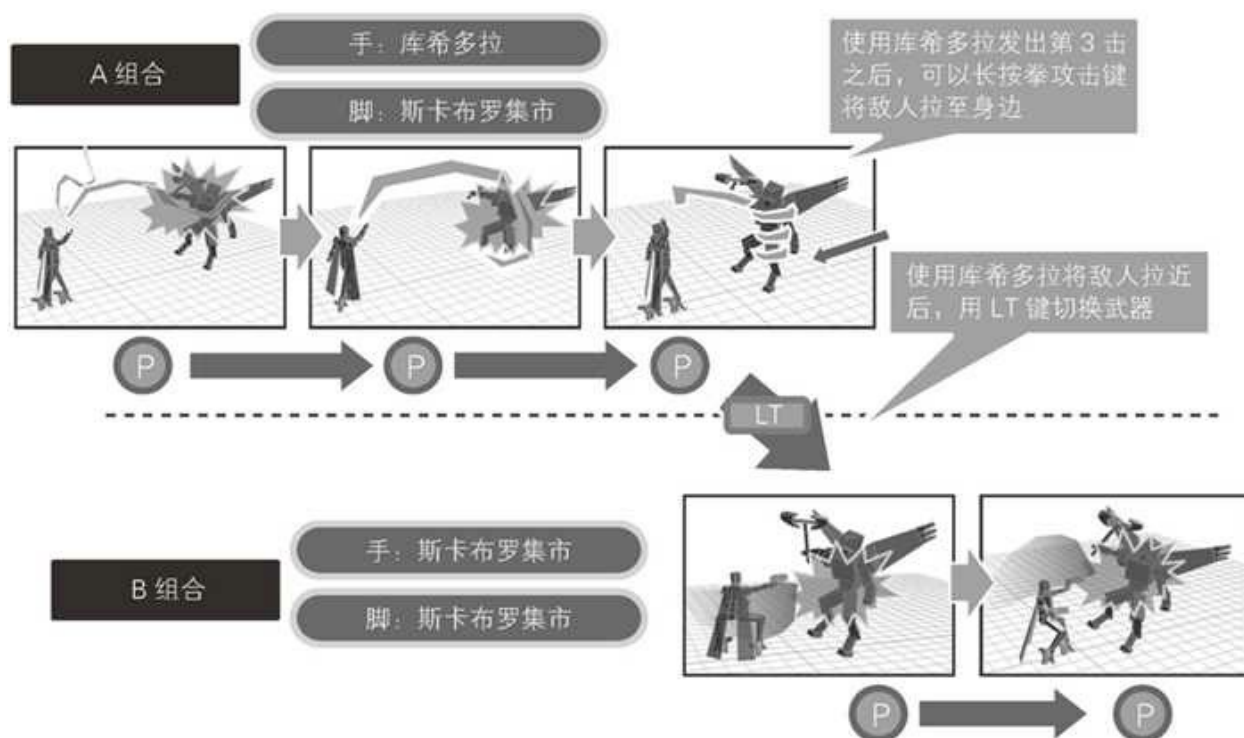 A 组合
手：库希多拉
脚：斯卡布罗集市
使用库希多拉发出第 3 击
之后，可以长按拳攻击键
将敌人拉至身边
使用库希多拉将敌人拉近
后，用 LT 键切换武器
P
P
P
LT
B 组合
手：斯卡布罗集市
脚：斯卡布罗集市
P
P